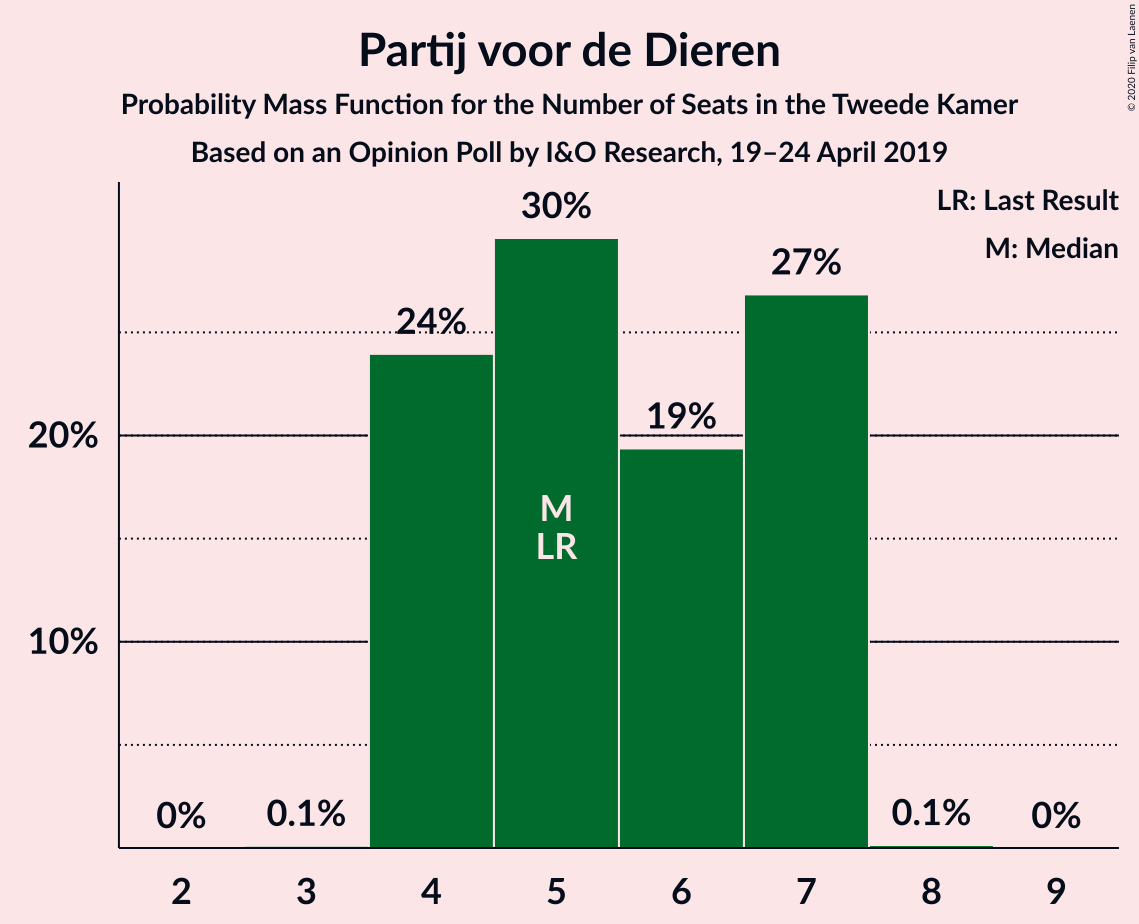 Partij voor de Dieren
Probability Mass Function for the Number of Seats in the Tweede Kamer
Based on an Opinion Poll by I&O Research, 19–24 April 2019
© 2020 Filip van Laenen
LR: Last Result
M: Median
30%
27%
24%
19%
20%
M
LR
10%
0%
0.1%
0.1%
0%
2 3 4 5 6 7 8 9